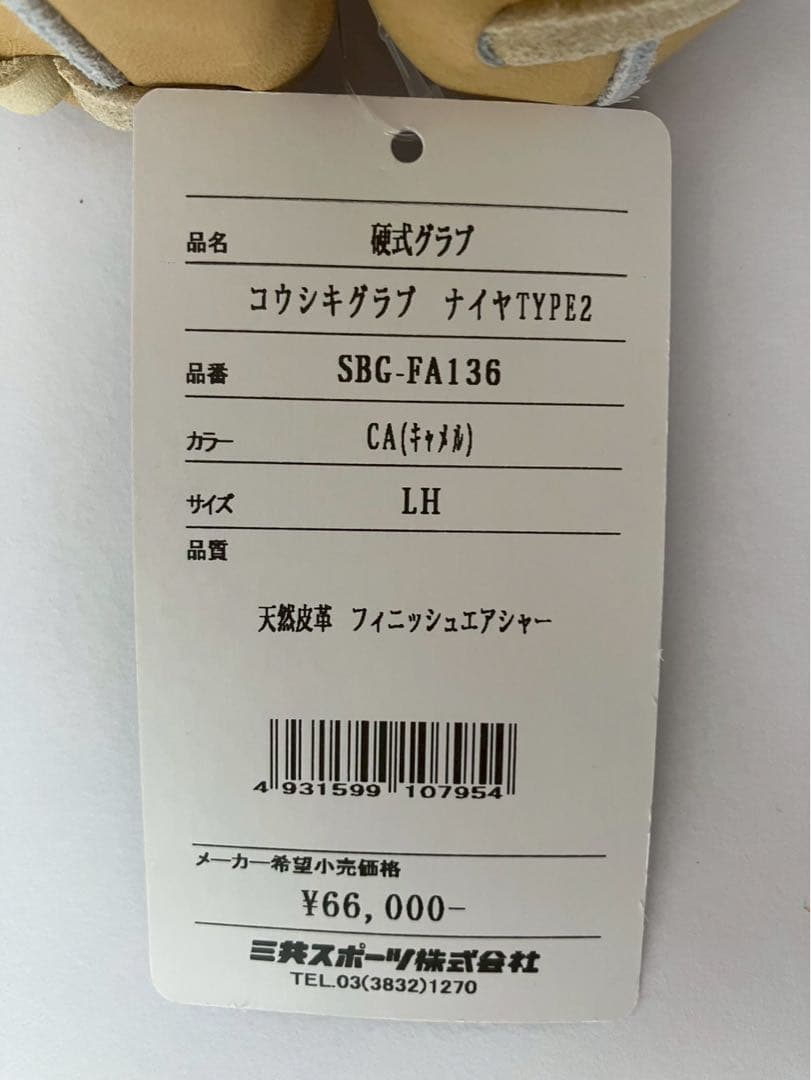 品名 硬式グラブ
コウシキグラブ ナイヤTYPE2
品番 SBG-FA136
カラー CA(キャメル)
サイズ LH
品質
天然皮革 フィニッシュエアシャー
4 931599 107954
メーカー希望小売価格
¥66,000-
三共スポーツ株式会社
TEL.03(3832)1270